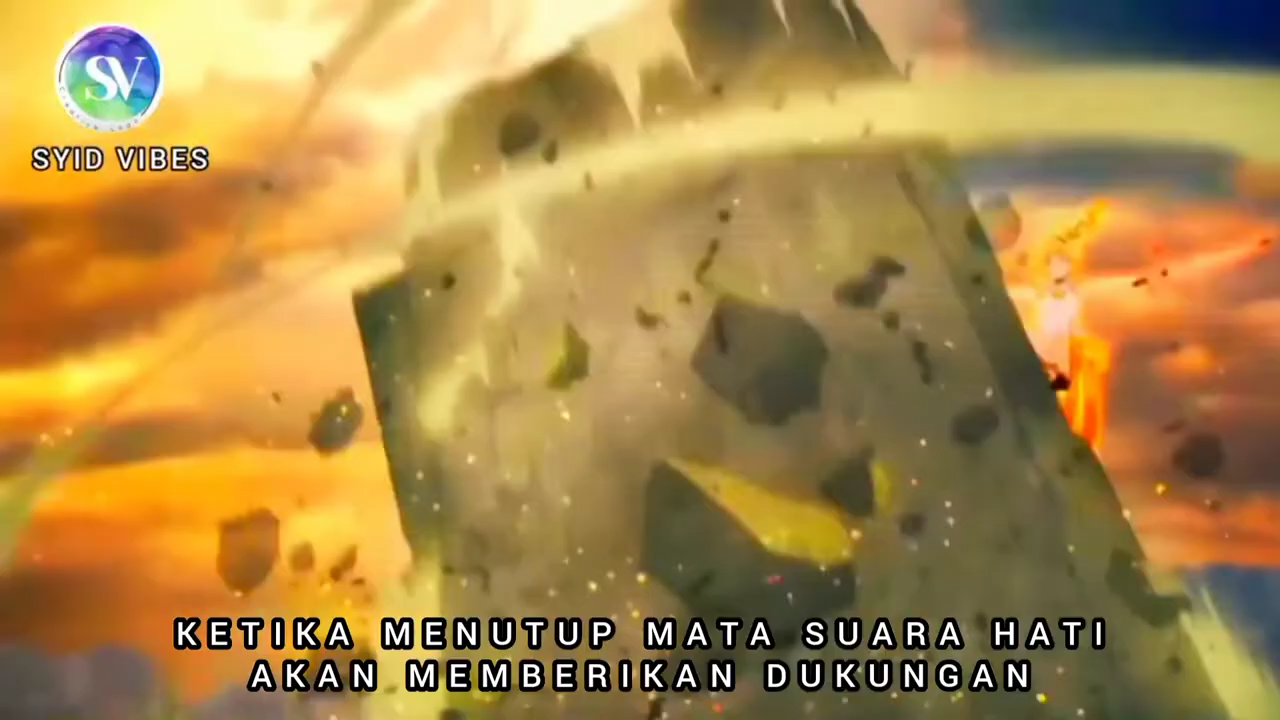 SV
SYID VIBES
KETIKA MENUTUP MATA SUARA HATI
AKAN MEMBERIKAN DUKUNGAN